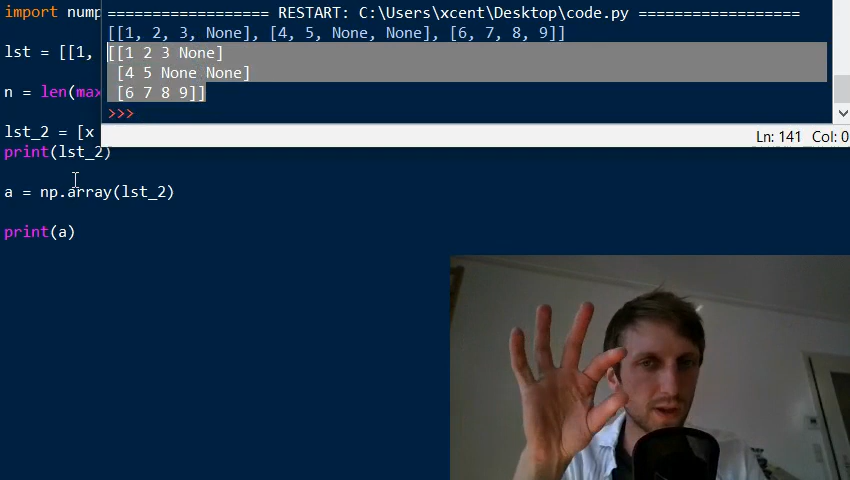 import nump
lst = [[1,
n = len(max
lst_2 = [x
print(lst_2)
a = np.array(lst_2)
print(a)
================== RESTART: C:\Users\xcent\Desktop\code.py ==================
[[1, 2, 3, None], [4, 5, None, None], [6, 7, 8, 9]]
[[1 2 3 None]
[4 5 None None]
[6 7 8 9]]
>>>
Ln: 141 Col: 0